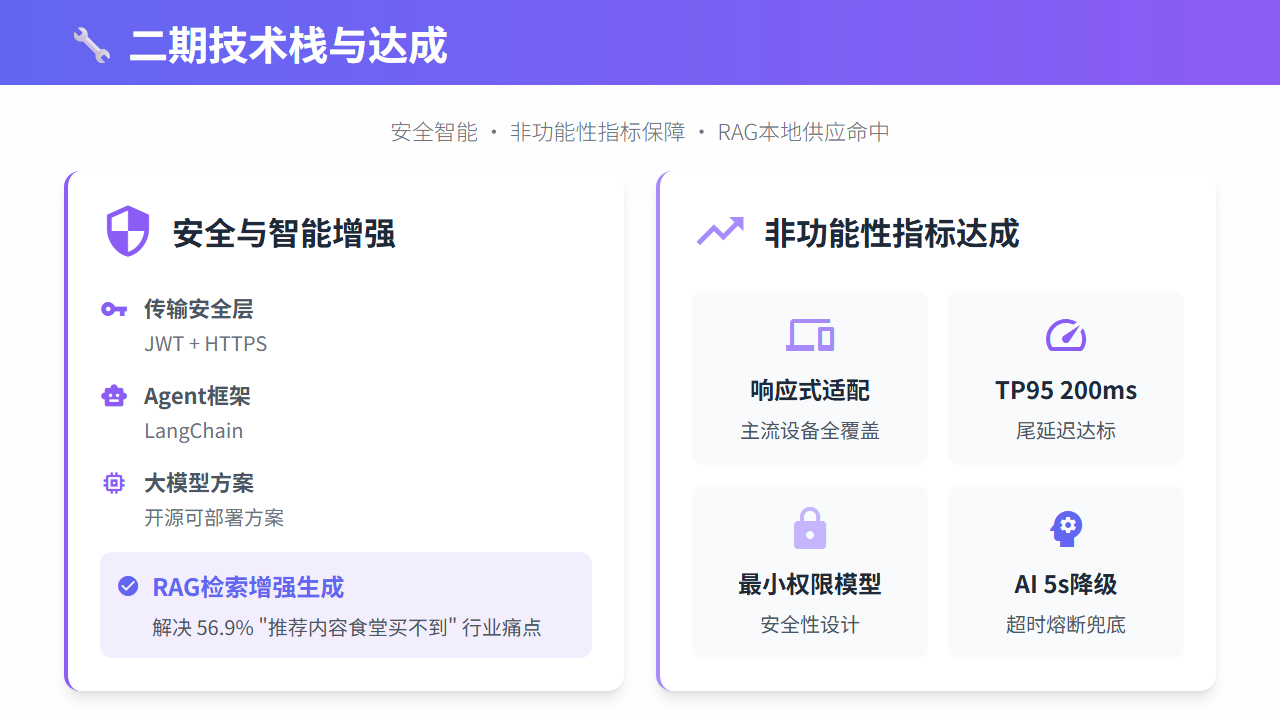 二期技术栈与达成
安全智能 • 非功能性指标保障 • RAG本地供应命中
安全与智能增强
传输安全层
JWT + HTTPS
Agent框架
LangChain
大模型方案
开源可部署方案
RAG检索增强生成
解决 56.9% "推荐内容食堂买不到" 行业痛点
非功能性指标达成
响应式适配
主流设备全覆盖
TP95 200ms
尾延迟达标
最小权限模型
安全性设计
AI 5s降级
超时熔断兜底